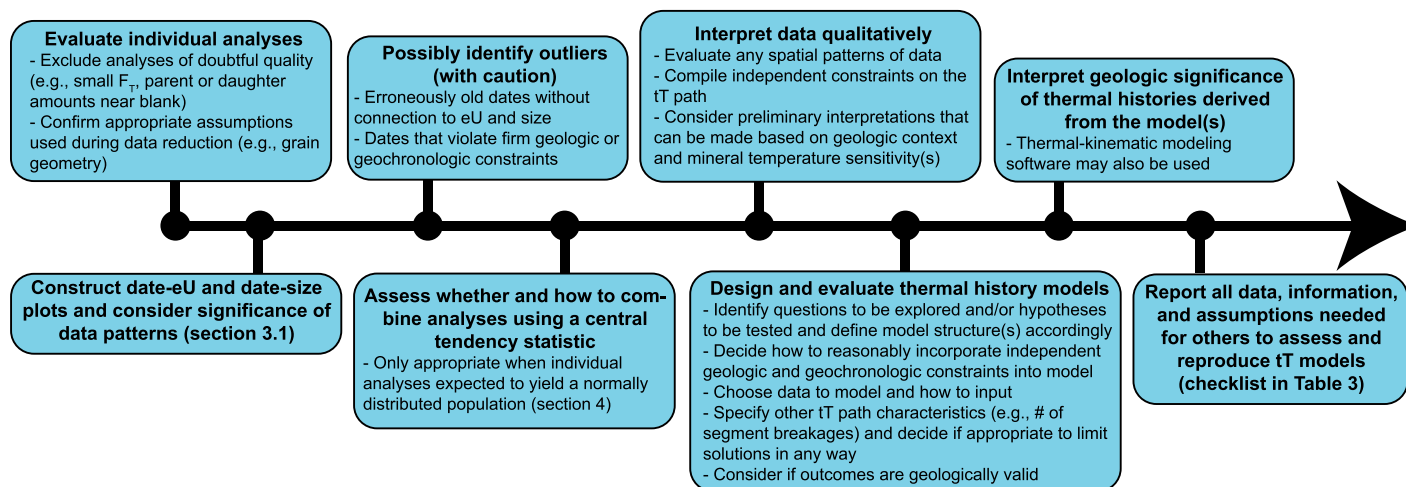 Evaluate individual analyses
- Exclude analyses of doubtful quality
(e.g., small FT, parent or daughter
amounts near blank)
- Confirm appropriate assumptions
used during data reduction (e.g., grain
geometry)
Construct date-eU and date-size
plots and consider significance of
data patterns (section 3.1)
Possibly identify outliers
(with caution)
- Erroneously old dates without
connection to eU and size
- Dates that violate firm geologic or
geochronologic constraints
Assess whether and how to com-
bine analyses using a central
tendency statistic
- Only appropriate when individual
analyses expected to yield a normally
distributed population (section 4)
Interpret data qualitatively
- Evaluate any spatial patterns of data
- Compile independent constraints on the
tT path
- Consider preliminary interpretations that
can be made based on geologic context
and mineral temperature sensitivity(s)
Design and evaluate thermal history models
- Identify questions to be explored and/or hypotheses
to be tested and define model structure(s) accordingly
- Decide how to reasonably incorporate independent
geologic and geochronologic constraints into model
- Choose data to model and how to input
- Specify other tT path characteristics (e.g., # of
segment breakages) and decide if appropriate to limit
solutions in any way
- Consider if outcomes are geologically valid
Interpret geologic significance
of thermal histories derived
from the model(s)
- Thermal-kinematic modeling
software may also be used
Report all data, information,
and assumptions needed
for others to assess and
reproduce tT models
(checklist in Table 3)